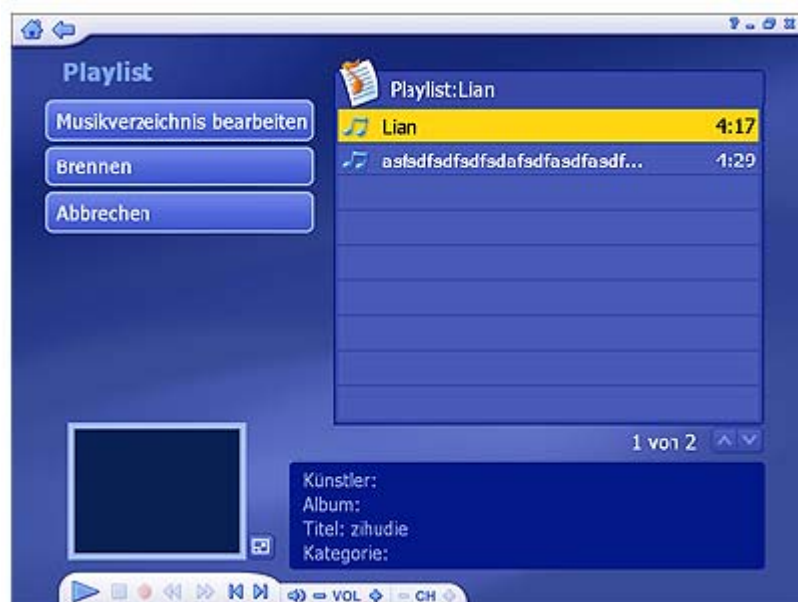 Playlist
Musikverzeichnis bearbeiten
Brennen
Abbrechen
Playlist:Lian
Lian 4:17
asfsdfsdfsdfsdafsdfasdfasdf... 4:29
1 von 2
Künstler:
Album:
Titel: zihudie
Kategorie:
VOL
CH